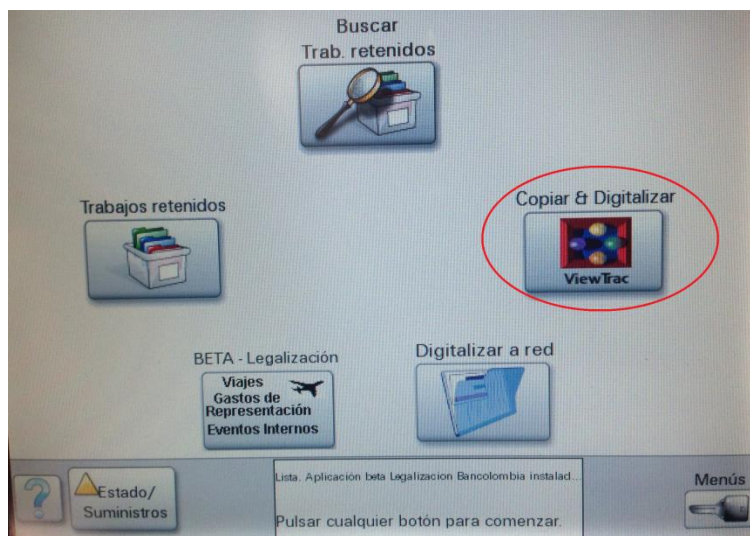 Buscar
Trab. retenidos
Trabajos retenidos
Copiar & Digitalizar
ViewTrac
BETA - Legalización
Viajes
Gastos de
Representación
Eventos Internos
Digitalizar a red
?
Estado/
Suministros
Lista. Aplicación beta Legalizacion Bancolombia instalad...
Pulsar cualquier botón para comenzar.
Menús